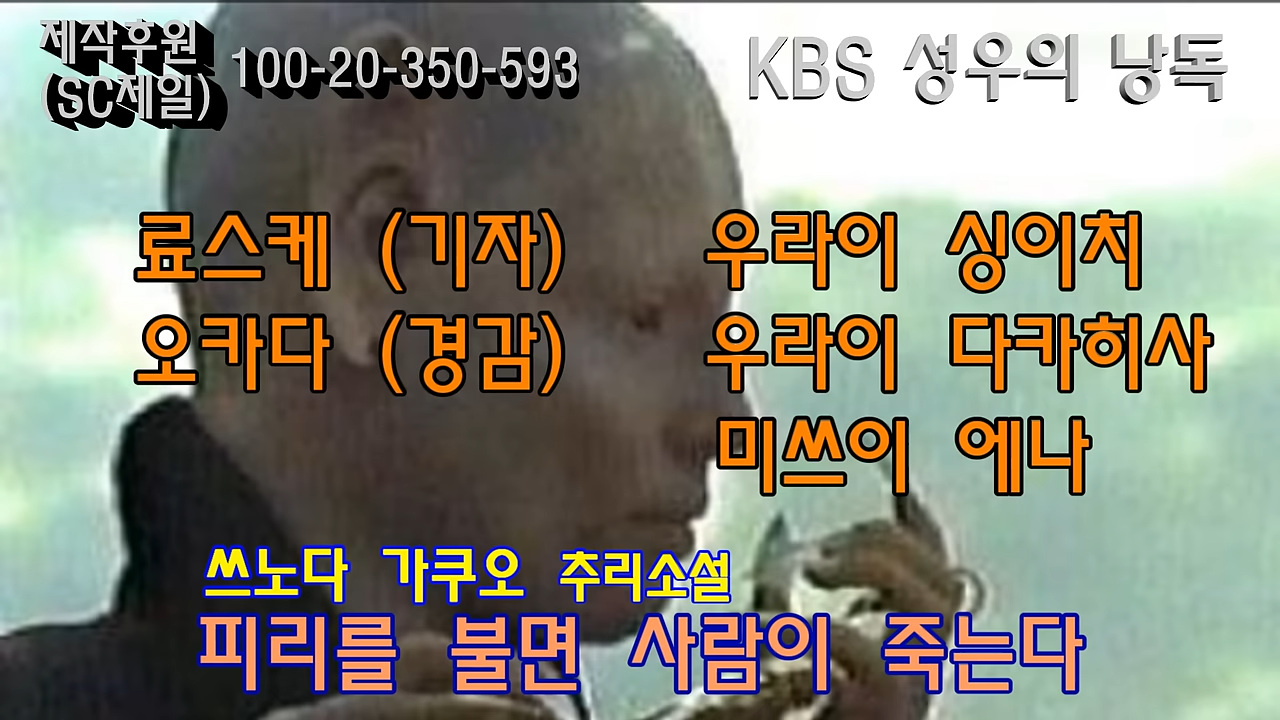 제작후원
(SC제일) 100-20-350-593
KBS 성우의 낭독
료스케 (기자) 우라이 싱이치
오카다 (경감) 우라이 다카히사
미쓰이 에나
쓰노다 가쿠오 추리소설
피리를 불면 사람이 죽는다